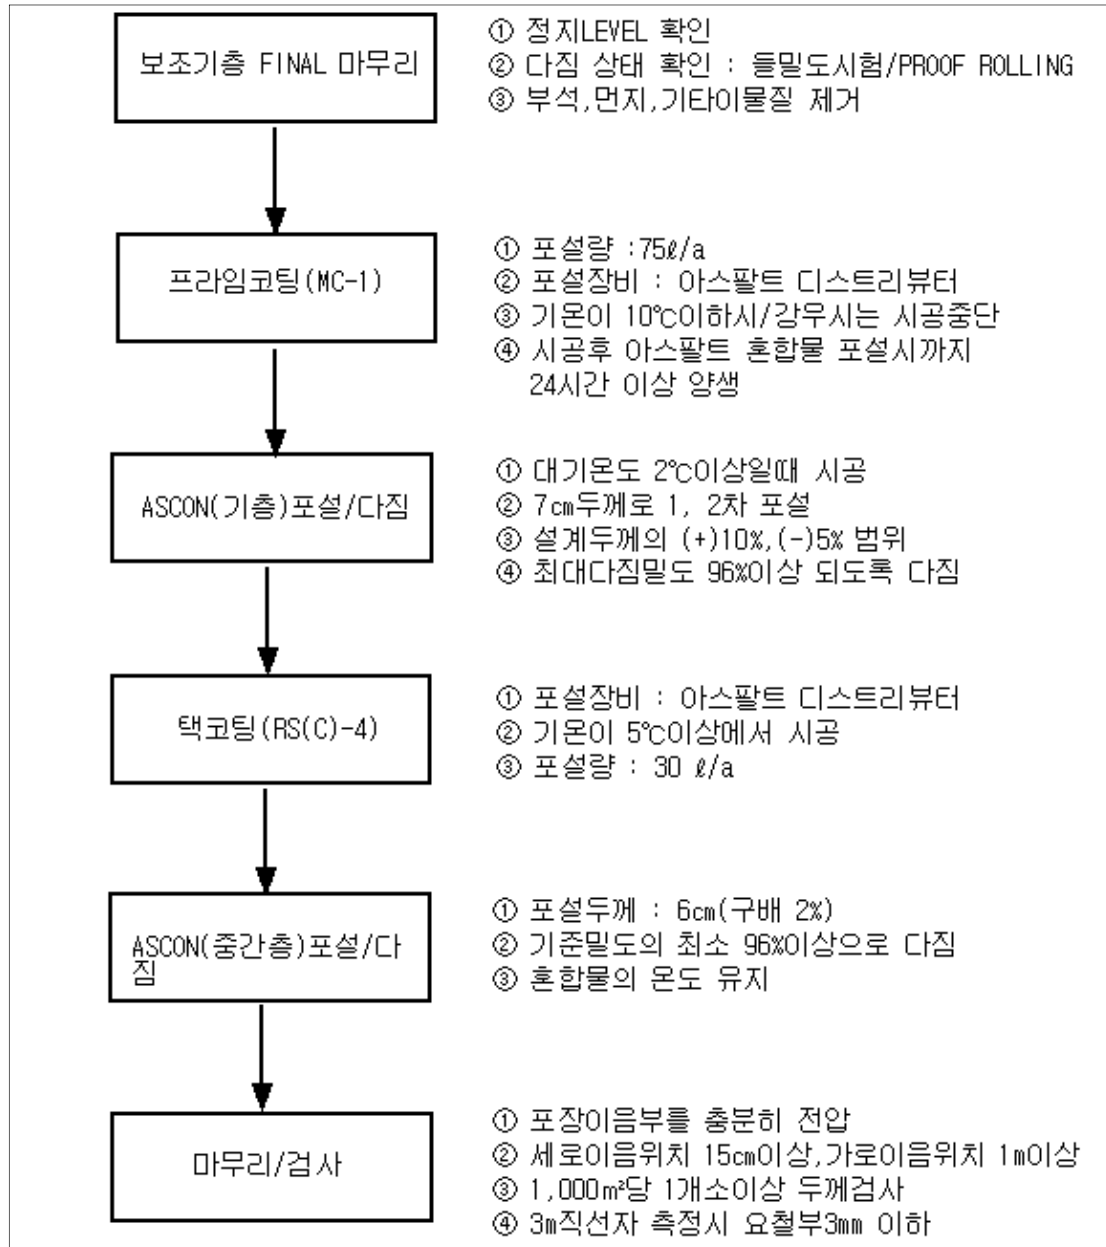 보조기층 FINAL 마무리
① 정지LEVEL 확인
② 다짐 상태 확인 : 들밀도시험/PROOF ROLLING
③ 부석,먼지,기타이물질 제거
프라임코팅(MC-1)
① 포설량 :75ℓ/a
② 포설장비 : 아스팔트 디스트리뷰터
③ 기온이 10℃이하시/강우시는 시공중단
④ 시공후 아스팔트 혼합물 포설시까지
24시간 이상 양생
ASCON(기층)포설/다짐
① 대기온도 2℃이상일때 시공
② 7㎝두께로 1, 2차 포설
③ 설계두께의 (+)10%,(-)5% 범위
④ 최대다짐밀도 96%이상 되도록 다짐
택코팅(RS(C)-4)
① 포설장비 : 아스팔트 디스트리뷰터
② 기온이 5℃이상에서 시공
③ 포설량 : 30 ℓ/a
ASCON(중간층)포설/다
짐
① 포설두께 : 6㎝(구배 2%)
② 기준밀도의 최소 96%이상으로 다짐
③ 혼합물의 온도 유지
마무리/검사
① 포장이음부를 충분히 전압
② 세로이음위치 15㎝이상,가로이음위치 1m이상
③ 1,000㎡당 1개소이상 두께검사
④ 3m직선자 측정시 요철부3㎜ 이하